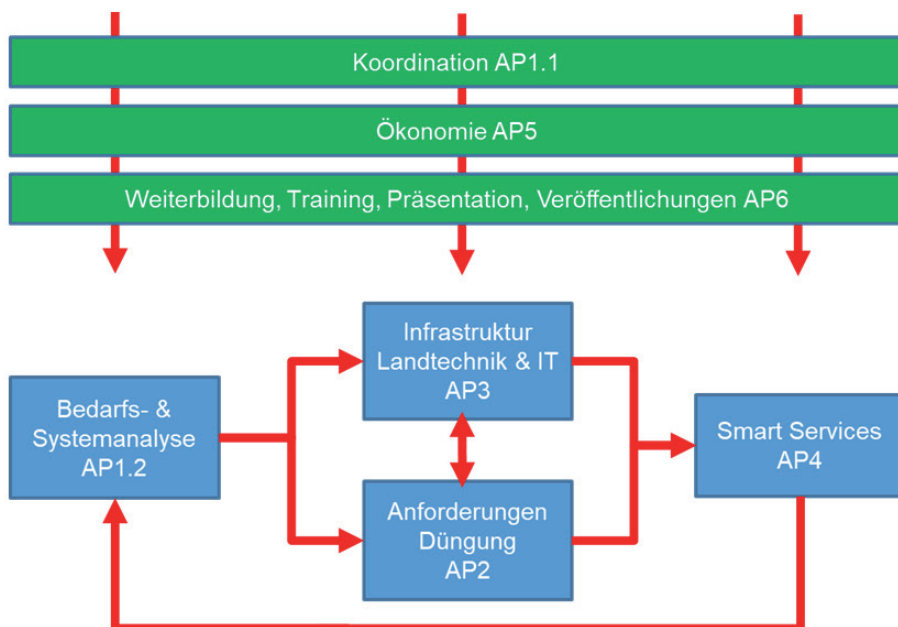 Koordination AP1.1
Ökonomie AP5
Weiterbildung, Training, Präsentation, Veröffentlichungen AP6
Infrastruktur
Landtechnik & IT
AP3
Bedarfs- &
Systemanalyse
AP1.2
Smart Services
AP4
Anforderungen
Düngung
AP2